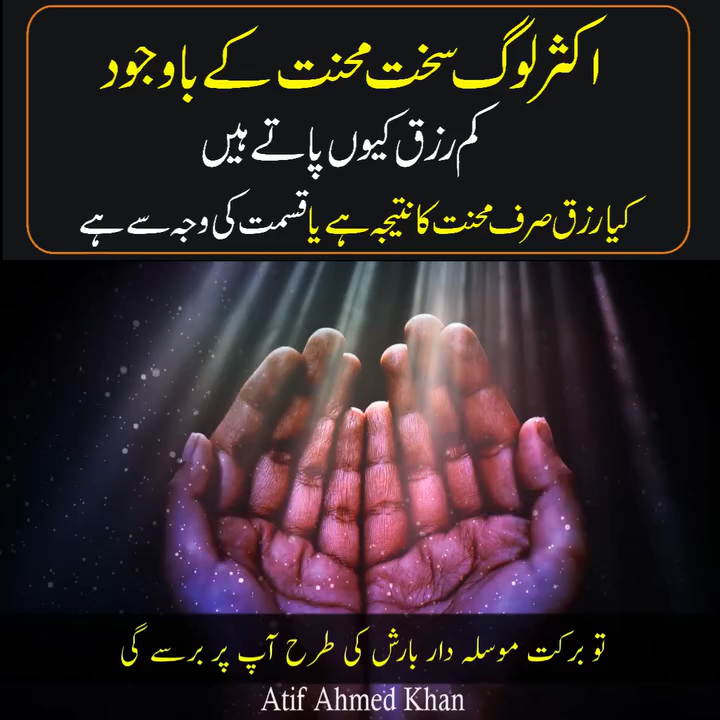 اکثر لوگ سخت محنت کے باوجود
کم رزق کیوں پاتے ہیں
کیا رزق صرف محنت کا نتیجہ ہے یا قسمت کی وجہ سے ہے
تو برکت موسلہ دار بارش کی طرح آپ پر برسے گی
Atif Ahmed Khan